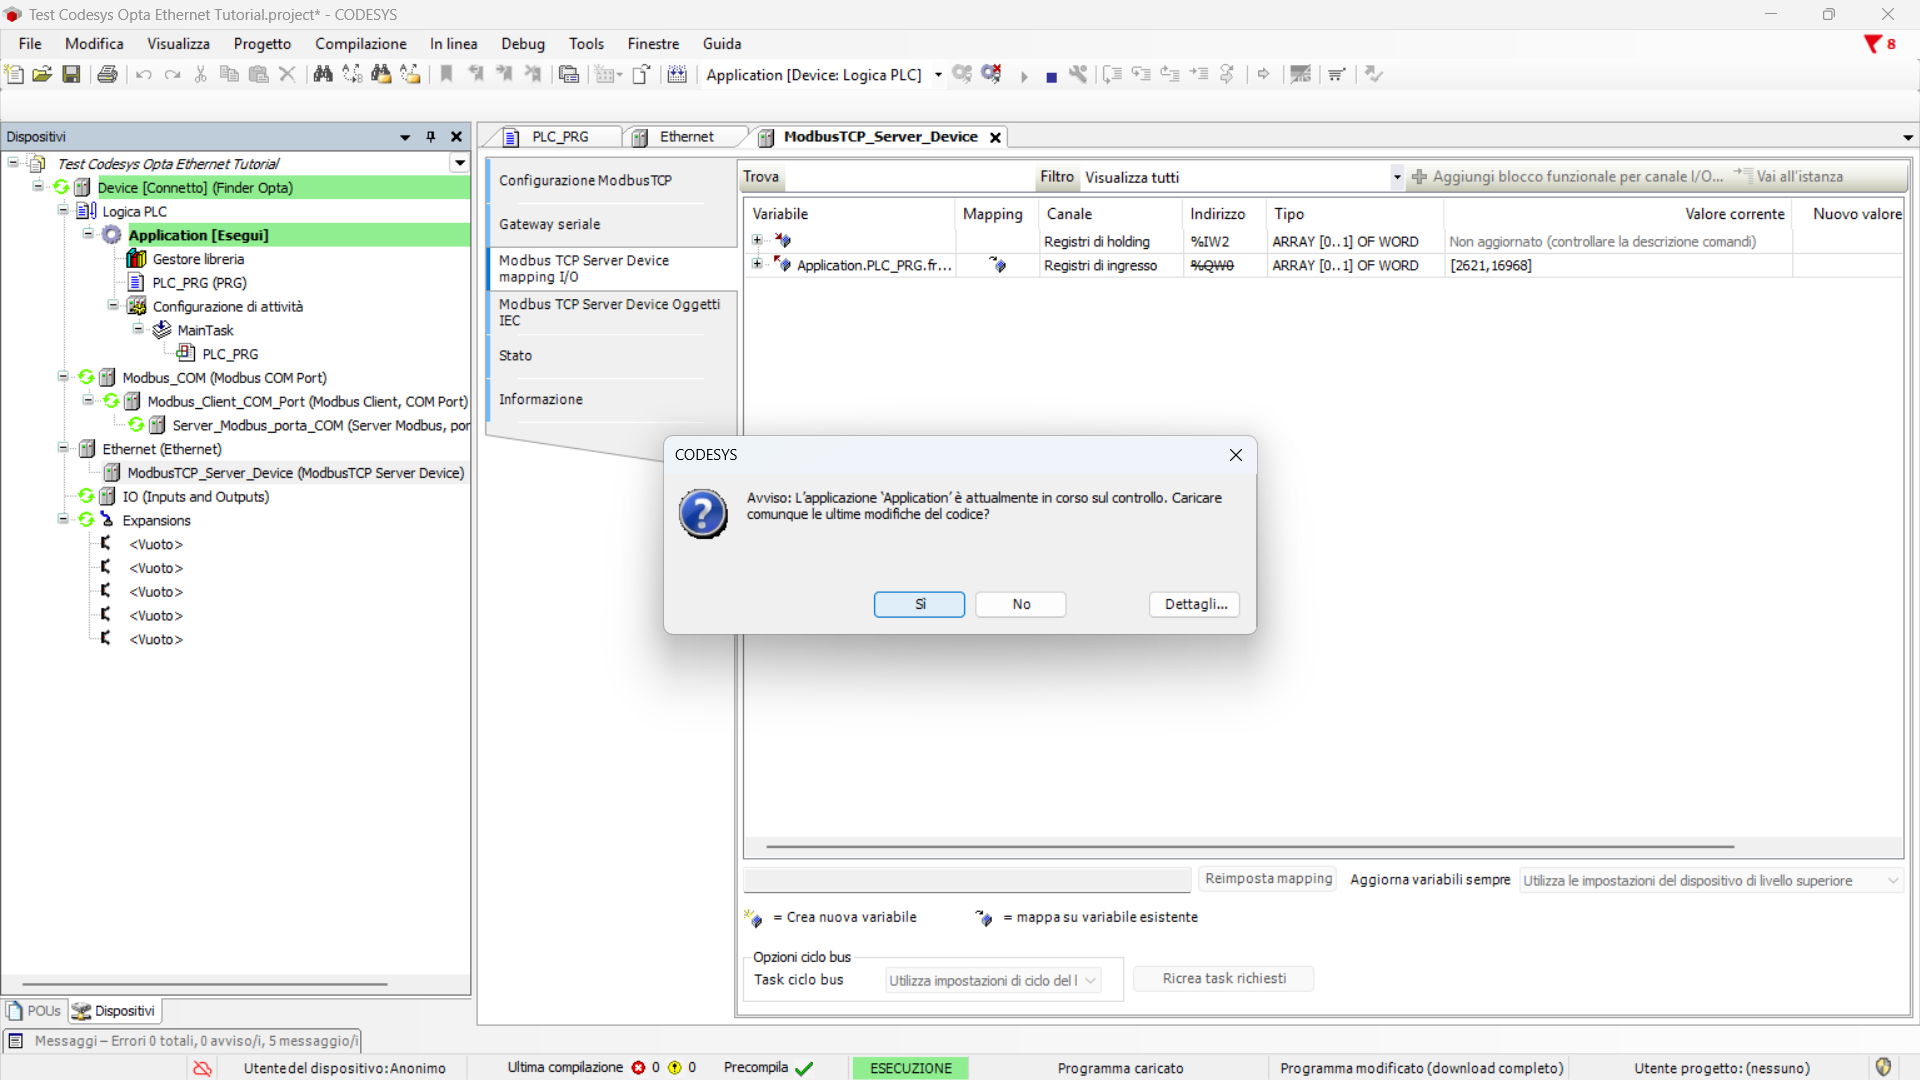 Test Codesys Opta Ethernet Tutorial.project* - CODESYS
File Modifica Visualizza Progetto Compilazione In linea Debug Tools Finestre Guida
8
Application [Device: Logica PLC]
Dispositivi
Test Codesys Opta Ethernet Tutorial
Device [Connetto] (Finder Opta)
Logica PLC
Application [Esegui]
Gestore libreria
PLC_PRG (PRG)
Configurazione di attività
MainTask
PLC_PRG
Modbus_COM (Modbus COM Port)
Modbus_Client_COM_Port (Modbus Client, COM Port)
Server_Modbus_porta_COM (Server Modbus, por
Ethernet (Ethernet)
ModbusTCP_Server_Device (ModbusTCP Server Device)
IO (Inputs and Outputs)
Expansions
<Vuoto>
<Vuoto>
<Vuoto>
<Vuoto>
<Vuoto>
POUs Dispositivi
PLC_PRG Ethernet ModbusTCP_Server_Device
Configurazione ModbusTCP
Gateway seriale
Modbus TCP Server Device
mapping I/O
Modbus TCP Server Device Oggetti
IEC
Stato
Informazione
Trova Filtro Visualizza tutti Aggiungi blocco funzionale per canale I/O... Vai all'istanza
Variabile Mapping Canale Indirizzo Tipo Valore corrente Nuovo valore
Registri di holding %IW2 ARRAY [0..1] OF WORD Non aggiornato (controllare la descrizione comandi)
Application.PLC_PRG.fr... Registri di ingresso %QW0 ARRAY [0..1] OF WORD [2621,16968]
CODESYS
Avviso: L'applicazione 'Application' è attualmente in corso sul controllo. Caricare
comunque le ultime modifiche del codice?
Sì No Dettagli...
Reimposta mapping Aggiorna variabili sempre Utilizza le impostazioni del dispositivo di livello superiore
= Crea nuova variabile = mappa su variabile esistente
Opzioni ciclo bus
Task ciclo bus Utilizza impostazioni di ciclo del l Ricrea task richiesti
Messaggi – Errori 0 totali, 0 avviso/i, 5 messaggio/i
Utente del dispositivo: Anonimo Ultima compilazione 0 0 Precompila ESECUZIONE Programma caricato Programma modificato (download completo) Utente progetto: (nessuno)